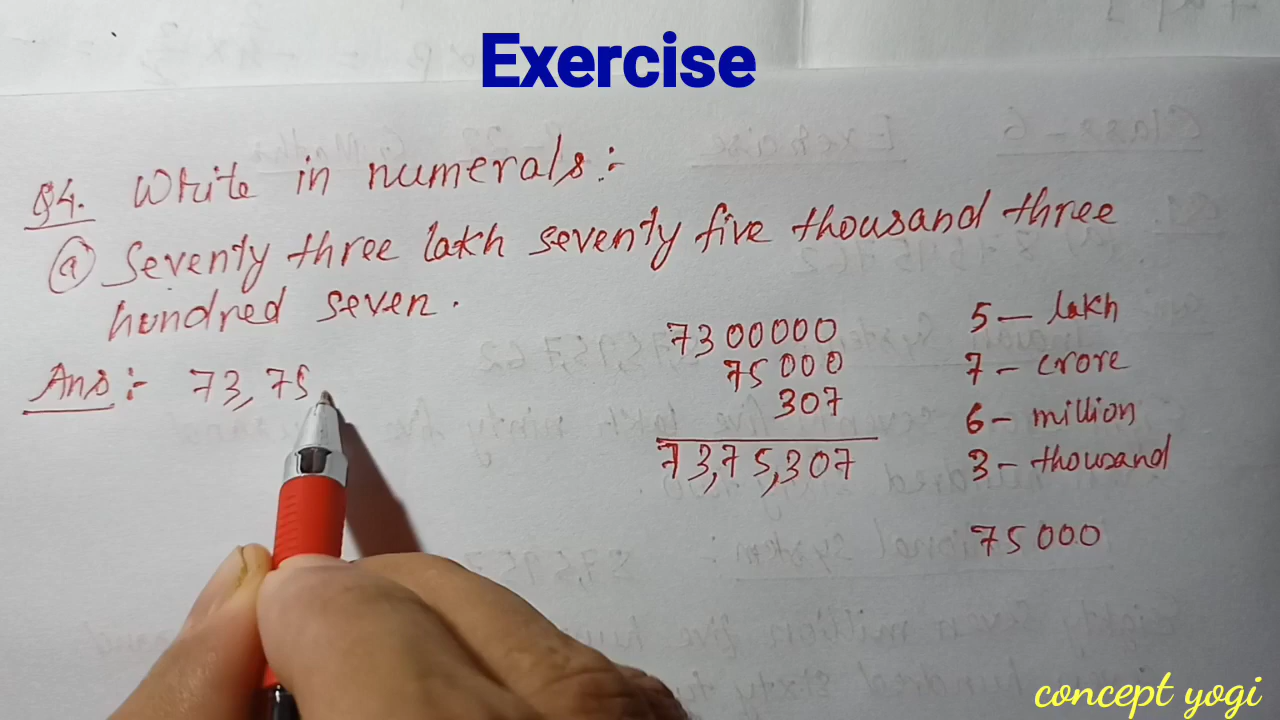 Exercise
Q4. Write in numerals :-
(a) Seventy three lakh seventy five thousand three
hundred seven.
Ans :- 73,75
7300000
75000
307
73,75,307
5 — lakh
7 - crore
6 - million
3 - thousand
75000
concept yogi